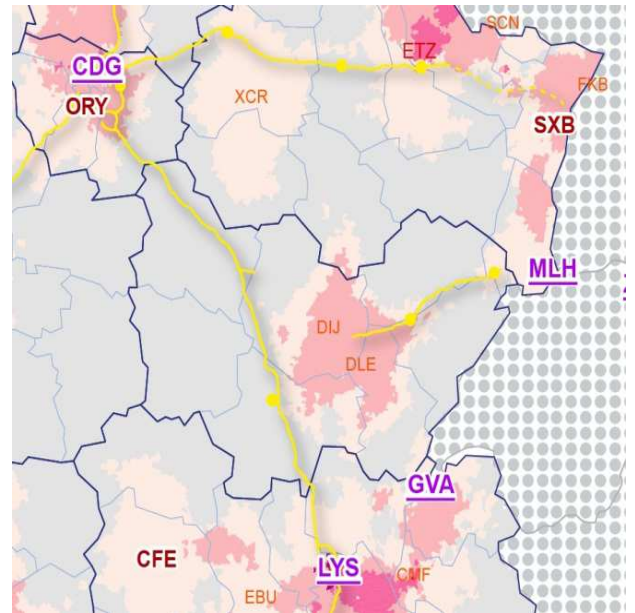 SCN
ETZ
CDG
FKB
XCR
ORY
SXB
MLH
DIJ
DLE
GVA
CFE
LYS
CMF
EBU